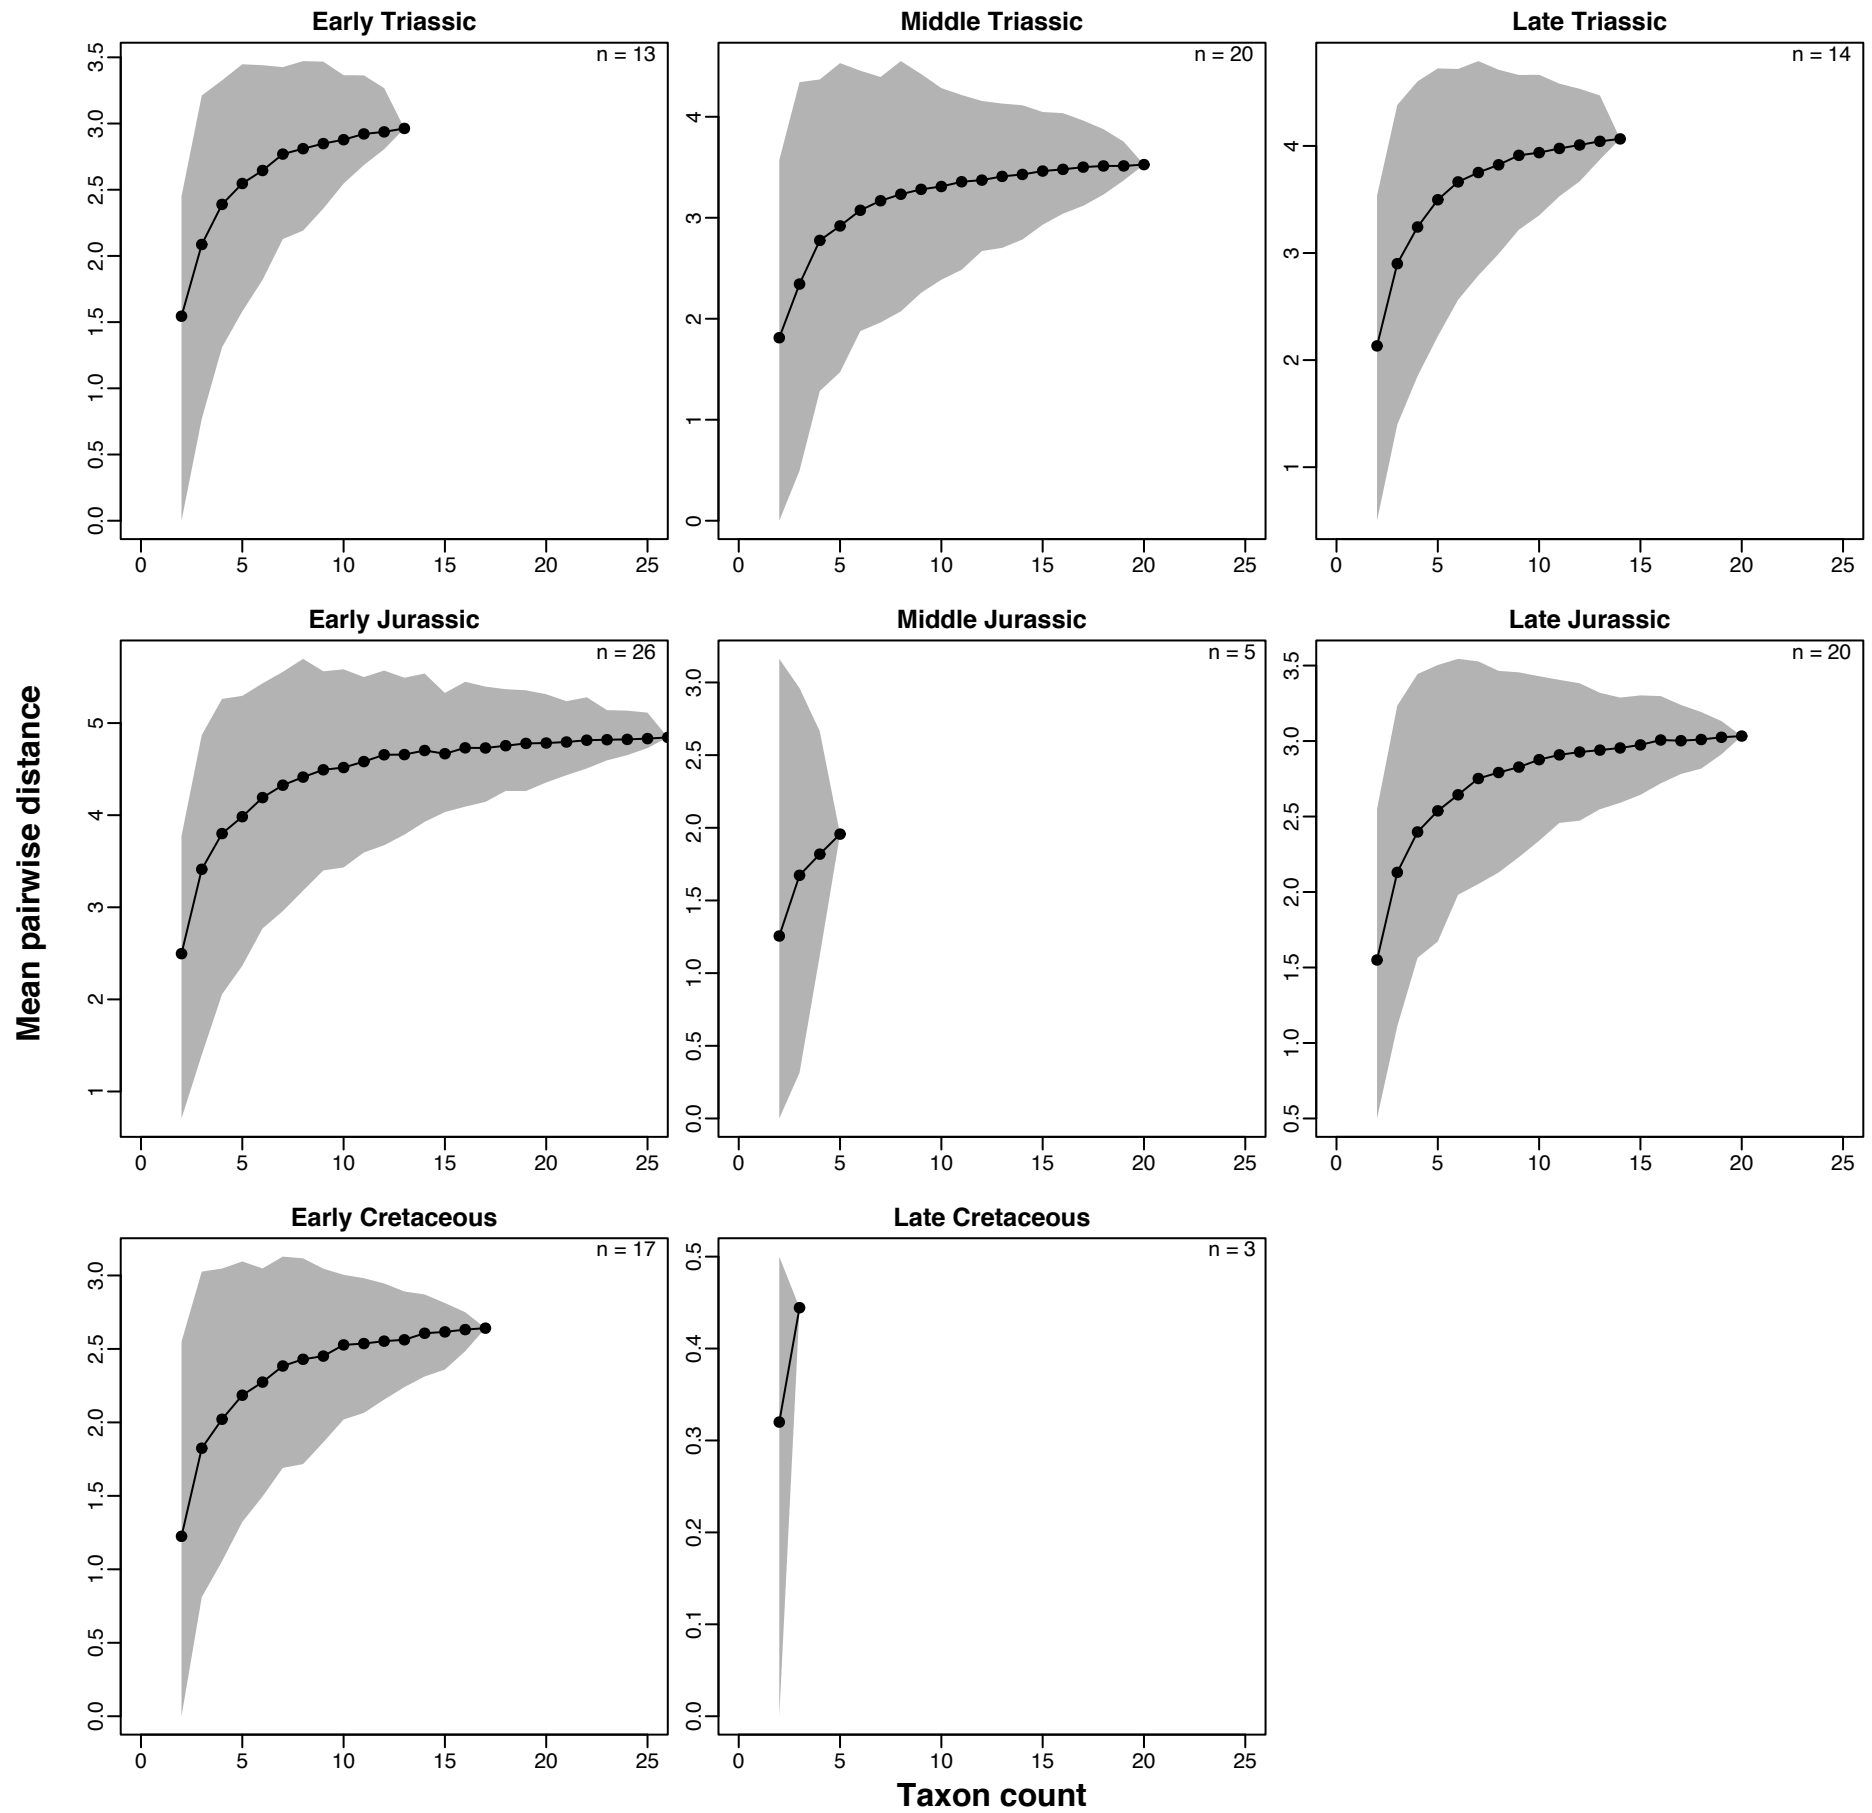 Early Triassic
n = 13
0.0 0.5 1.0 1.5 2.0 2.5 3.0 3.5
0 5 10 15 20 25
Middle Triassic
n = 20
0 1 2 3 4
0 5 10 15 20 25
Late Triassic
n = 14
1 2 3 4
0 5 10 15 20 25
Mean pairwise distance
Early Jurassic
n = 26
1 2 3 4 5
0 5 10 15 20 25
Middle Jurassic
n = 5
0.0 0.5 1.0 1.5 2.0 2.5 3.0
0 5 10 15 20 25
Late Jurassic
n = 20
0.5 1.0 1.5 2.0 2.5 3.0 3.5
0 5 10 15 20 25
Early Cretaceous
n = 17
0.0 0.5 1.0 1.5 2.0 2.5 3.0
0 5 10 15 20 25
Late Cretaceous
n = 3
0.0 0.1 0.2 0.3 0.4 0.5
0 5 10 15 20 25
Taxon count